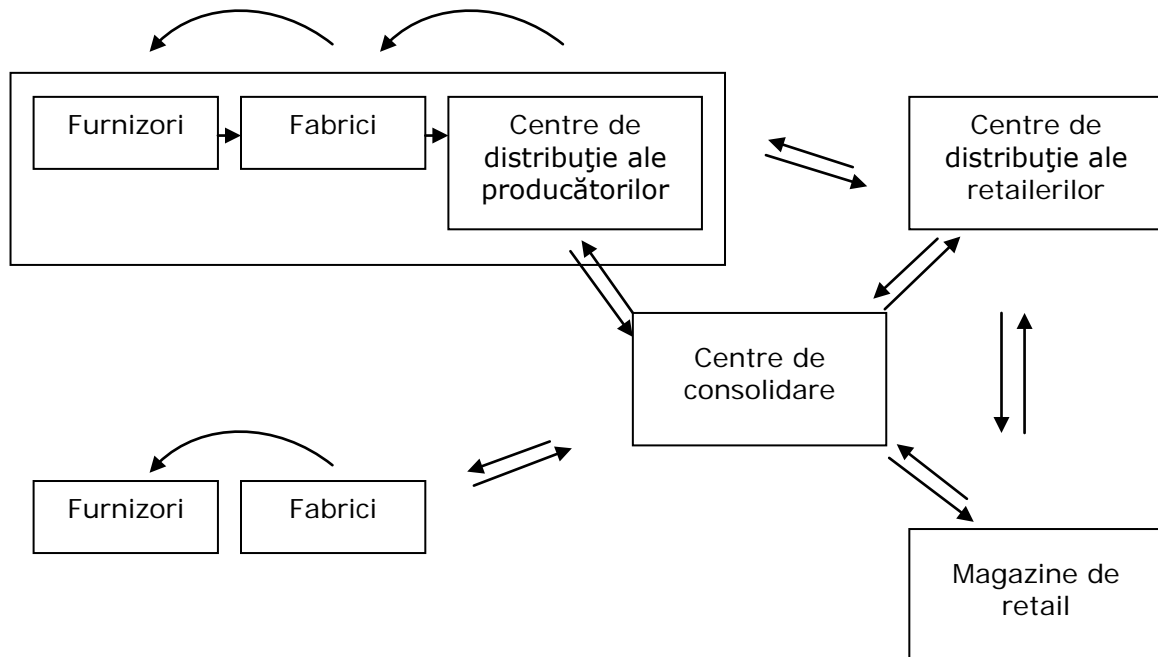 Furnizori
Fabrici
Centre de
distribuţie ale
producătorilor
Centre de
distribuţie ale
retailerilor
Centre de
consolidare
Furnizori
Fabrici
Magazine de
retail